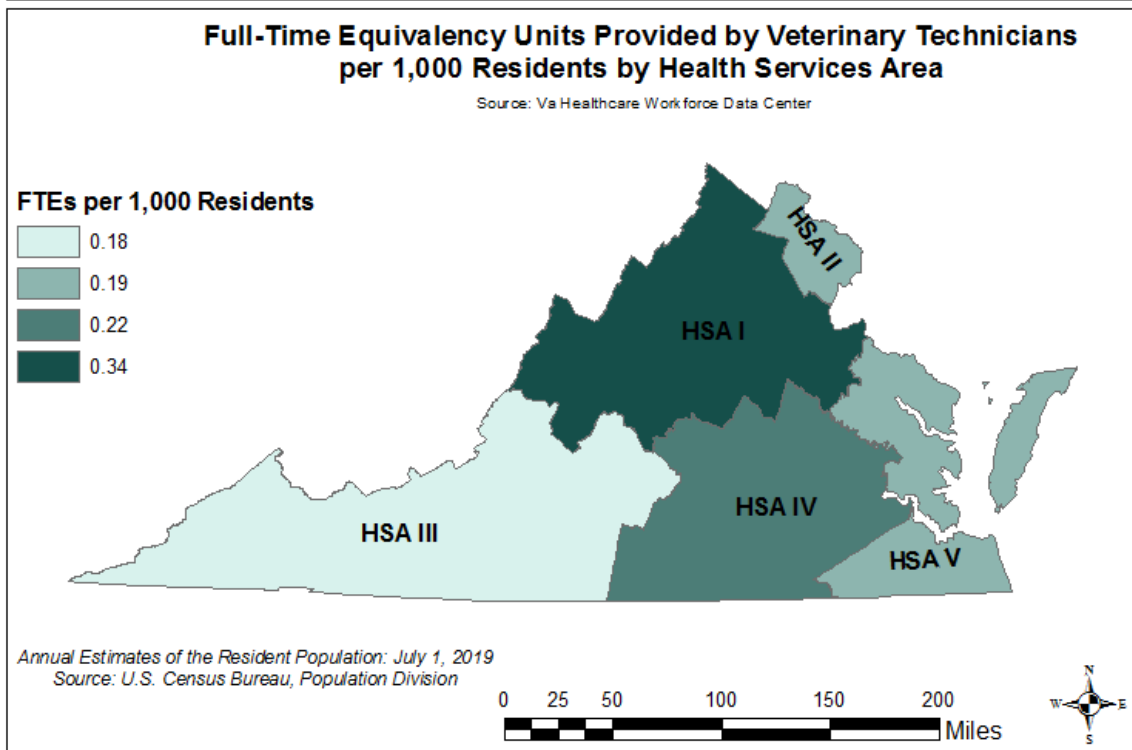 Full-Time Equivalency Units Provided by Veterinary Technicians
per 1,000 Residents by Health Services Area
Source: Va Healthcare Workforce Data Center
FTEs per 1,000 Residents
0.18
0.19
0.22
0.34
HSA II
HSA I
HSA IV
HSA III
HSA V
Annual Estimates of the Resident Population: July 1, 2019
Source: U.S. Census Bureau, Population Division
0 25 50 100 150 200
Miles
N
W E
S